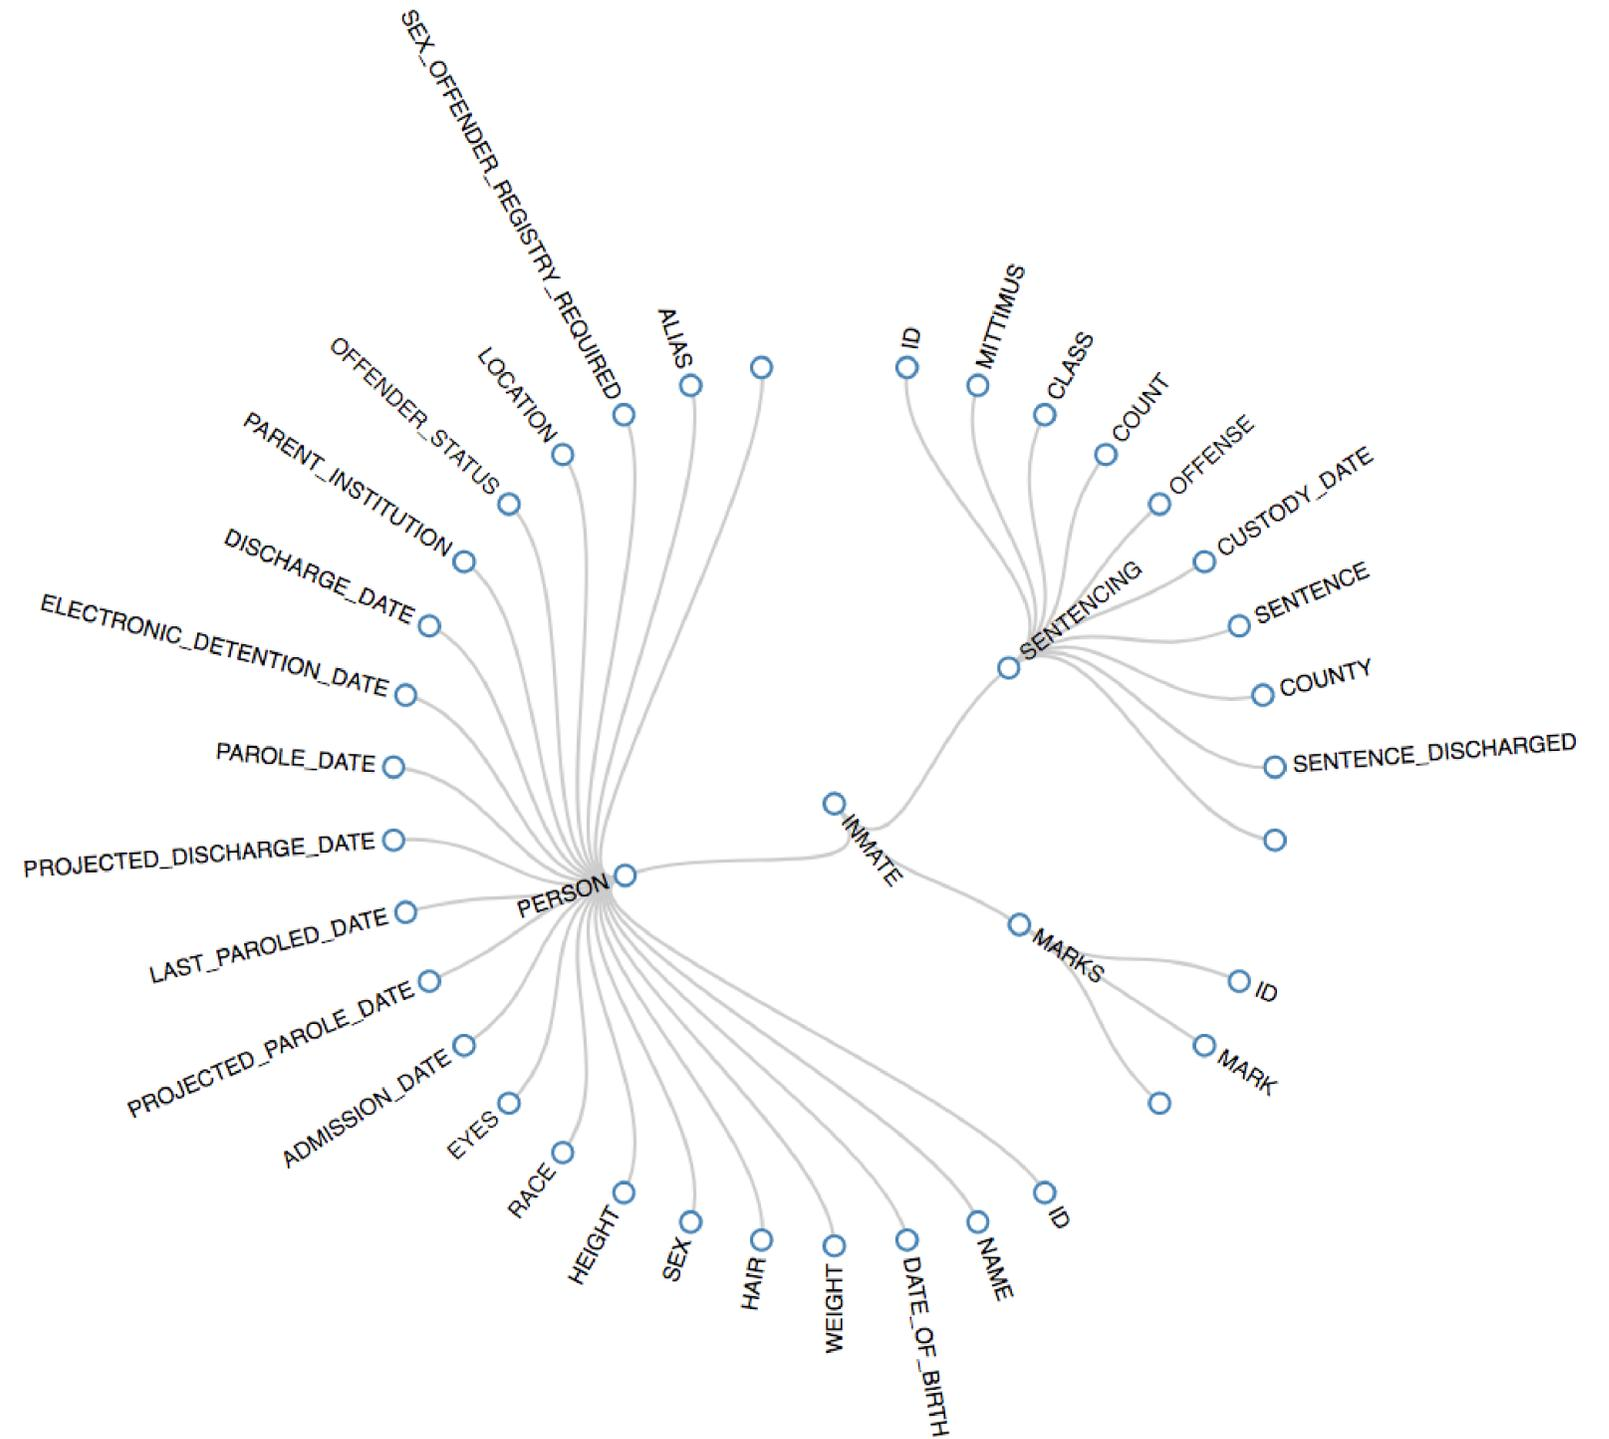 INMATE
SENTENCING
ID
MITTIMUS
CLASS
COUNT
OFFENSE
CUSTODY_DATE
SENTENCE
COUNTY
SENTENCE_DISCHARGED
MARKS
ID
MARK
PERSON
ID
NAME
DATE_OF_BIRTH
WEIGHT
HAIR
SEX
HEIGHT
RACE
EYES
ADMISSION_DATE
PROJECTED_PAROLE_DATE
LAST_PAROLED_DATE
PROJECTED_DISCHARGE_DATE
PAROLE_DATE
ELECTRONIC_DETENTION_DATE
DISCHARGE_DATE
PARENT_INSTITUTION
OFFENDER_STATUS
LOCATION
SEX_OFFENDER_REGISTRY_REQUIRED
ALIAS